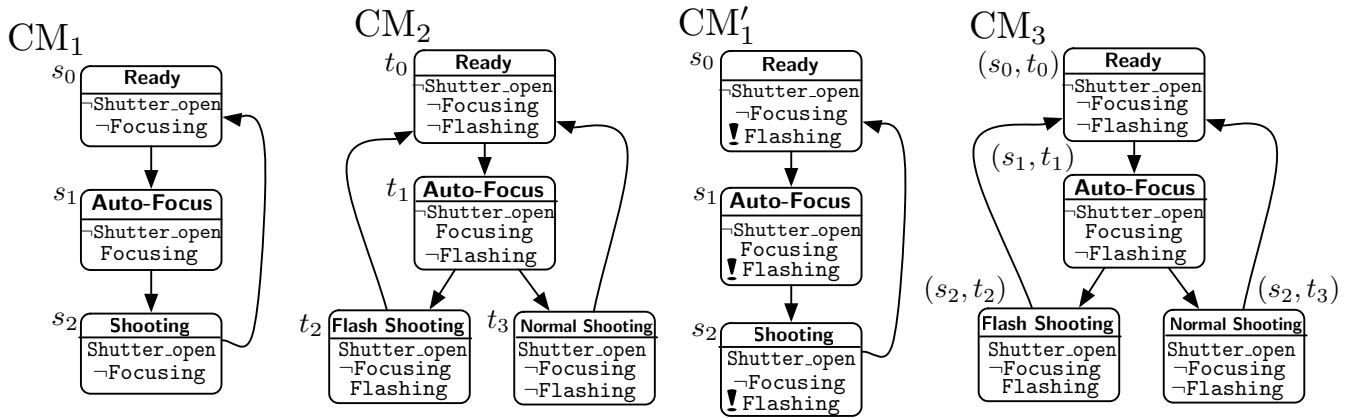 CM₁
s₀
Ready
¬Shutter_open
¬Focusing
s₁
Auto-Focus
¬Shutter_open
Focusing
s₂
Shooting
Shutter_open
¬Focusing
CM₂
t₀
Ready
¬Shutter_open
¬Focusing
¬Flashing
t₁
Auto-Focus
¬Shutter_open
Focusing
¬Flashing
t₂
Flash Shooting
Shutter_open
¬Focusing
Flashing
t₃
Normal Shooting
Shutter_open
¬Focusing
¬Flashing
CM′₁
s₀
Ready
¬Shutter_open
¬Focusing
! Flashing
s₁
Auto-Focus
¬Shutter_open
Focusing
! Flashing
s₂
Shooting
Shutter_open
¬Focusing
! Flashing
CM₃
(s₀, t₀)
Ready
¬Shutter_open
¬Focusing
¬Flashing
(s₁, t₁)
Auto-Focus
¬Shutter_open
Focusing
¬Flashing
(s₂, t₂)
Flash Shooting
Shutter_open
¬Focusing
Flashing
(s₂, t₃)
Normal Shooting
Shutter_open
¬Focusing
¬Flashing